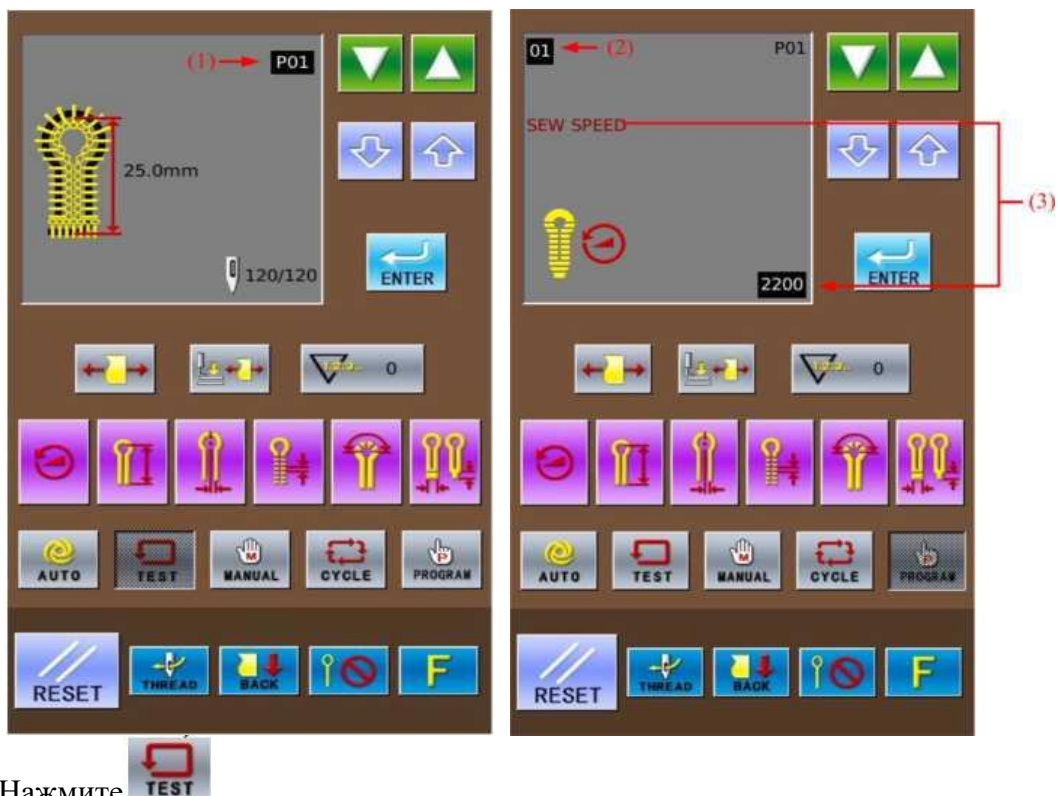 (1) P01
25.0mm
120/120
ENTER
0
AUTO TEST MANUAL CYCLE PROGRAM
RESET THREAD BACK F
01 (2) P01
SEW SPEED
(3)
2200
ENTER
0
AUTO TEST MANUAL CYCLE PROGRAM
RESET THREAD BACK F
Нажмите TEST